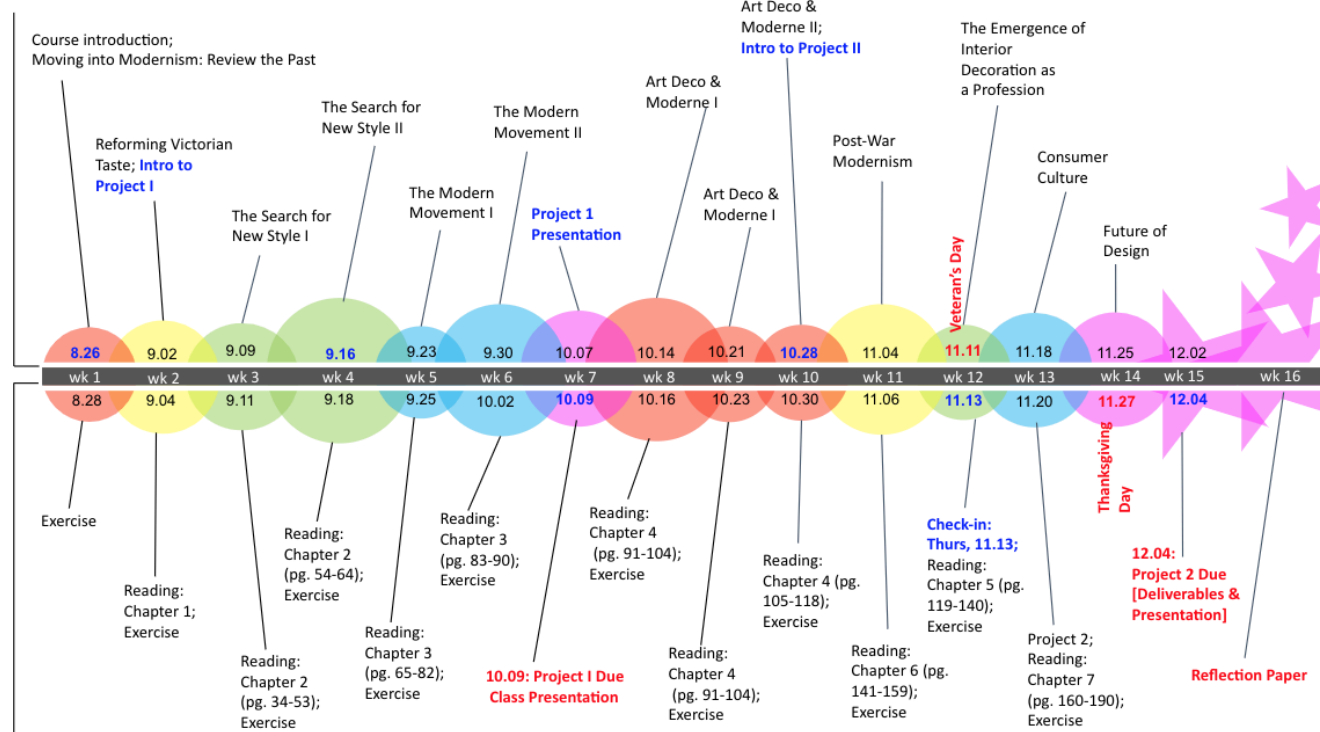 Course introduction;
Moving into Modernism: Review the Past
Reforming Victorian
Taste; Intro to
Project I
The Search for
New Style I
The Search for
New Style II
The Modern
Movement I
The Modern
Movement II
Project 1
Presentation
Art Deco &
Moderne I
Art Deco &
Moderne I
Art Deco &
Moderne II;
Intro to Project II
Post-War
Modernism
The Emergence of
Interior
Decoration as
a Profession
Veteran's Day
Consumer
Culture
Future of
Design
8.26 9.02 9.09 9.16 9.23 9.30 10.07 10.14 10.21 10.28 11.04 11.11 11.18 11.25 12.02
wk 1 wk 2 wk 3 wk 4 wk 5 wk 6 wk 7 wk 8 wk 9 wk 10 wk 11 wk 12 wk 13 wk 14 wk 15 wk 16
8.28 9.04 9.11 9.18 9.25 10.02 10.09 10.16 10.23 10.30 11.06 11.13 11.20 11.27 12.04
Exercise
Reading:
Chapter 1;
Exercise
Reading:
Chapter 2
(pg. 34-53);
Exercise
Reading:
Chapter 2
(pg. 54-64);
Exercise
Reading:
Chapter 3
(pg. 65-82);
Exercise
Reading:
Chapter 3
(pg. 83-90);
Exercise
10.09: Project I Due
Class Presentation
Reading:
Chapter 4
(pg. 91-104);
Exercise
Reading:
Chapter 4
(pg. 91-104);
Exercise
Reading:
Chapter 4 (pg.
105-118);
Exercise
Reading:
Chapter 6 (pg.
141-159);
Exercise
Check-in:
Thurs, 11.13;
Reading:
Chapter 5 (pg.
119-140);
Exercise
Project 2;
Reading:
Chapter 7
(pg. 160-190);
Exercise
Thanksgiving
Day
12.04:
Project 2 Due
[Deliverables &
Presentation]
Reflection Paper